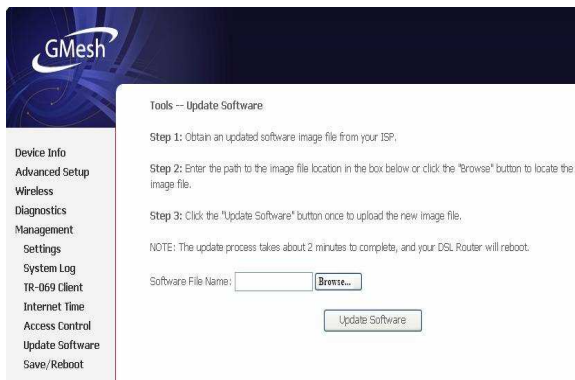 GMesh
Tools -- Update Software
Step 1: Obtain an updated software image file from your ISP.
Step 2: Enter the path to the image file location in the box below or click the "Browse" button to locate the
image file.
Step 3: Click the "Update Software" button once to upload the new image file.
NOTE: The update process takes about 2 minutes to complete, and your DSL Router will reboot.
Software File Name: Browse...
Update Software
Device Info
Advanced Setup
Wireless
Diagnostics
Management
Settings
System Log
TR-069 Client
Internet Time
Access Control
Update Software
Save/Reboot